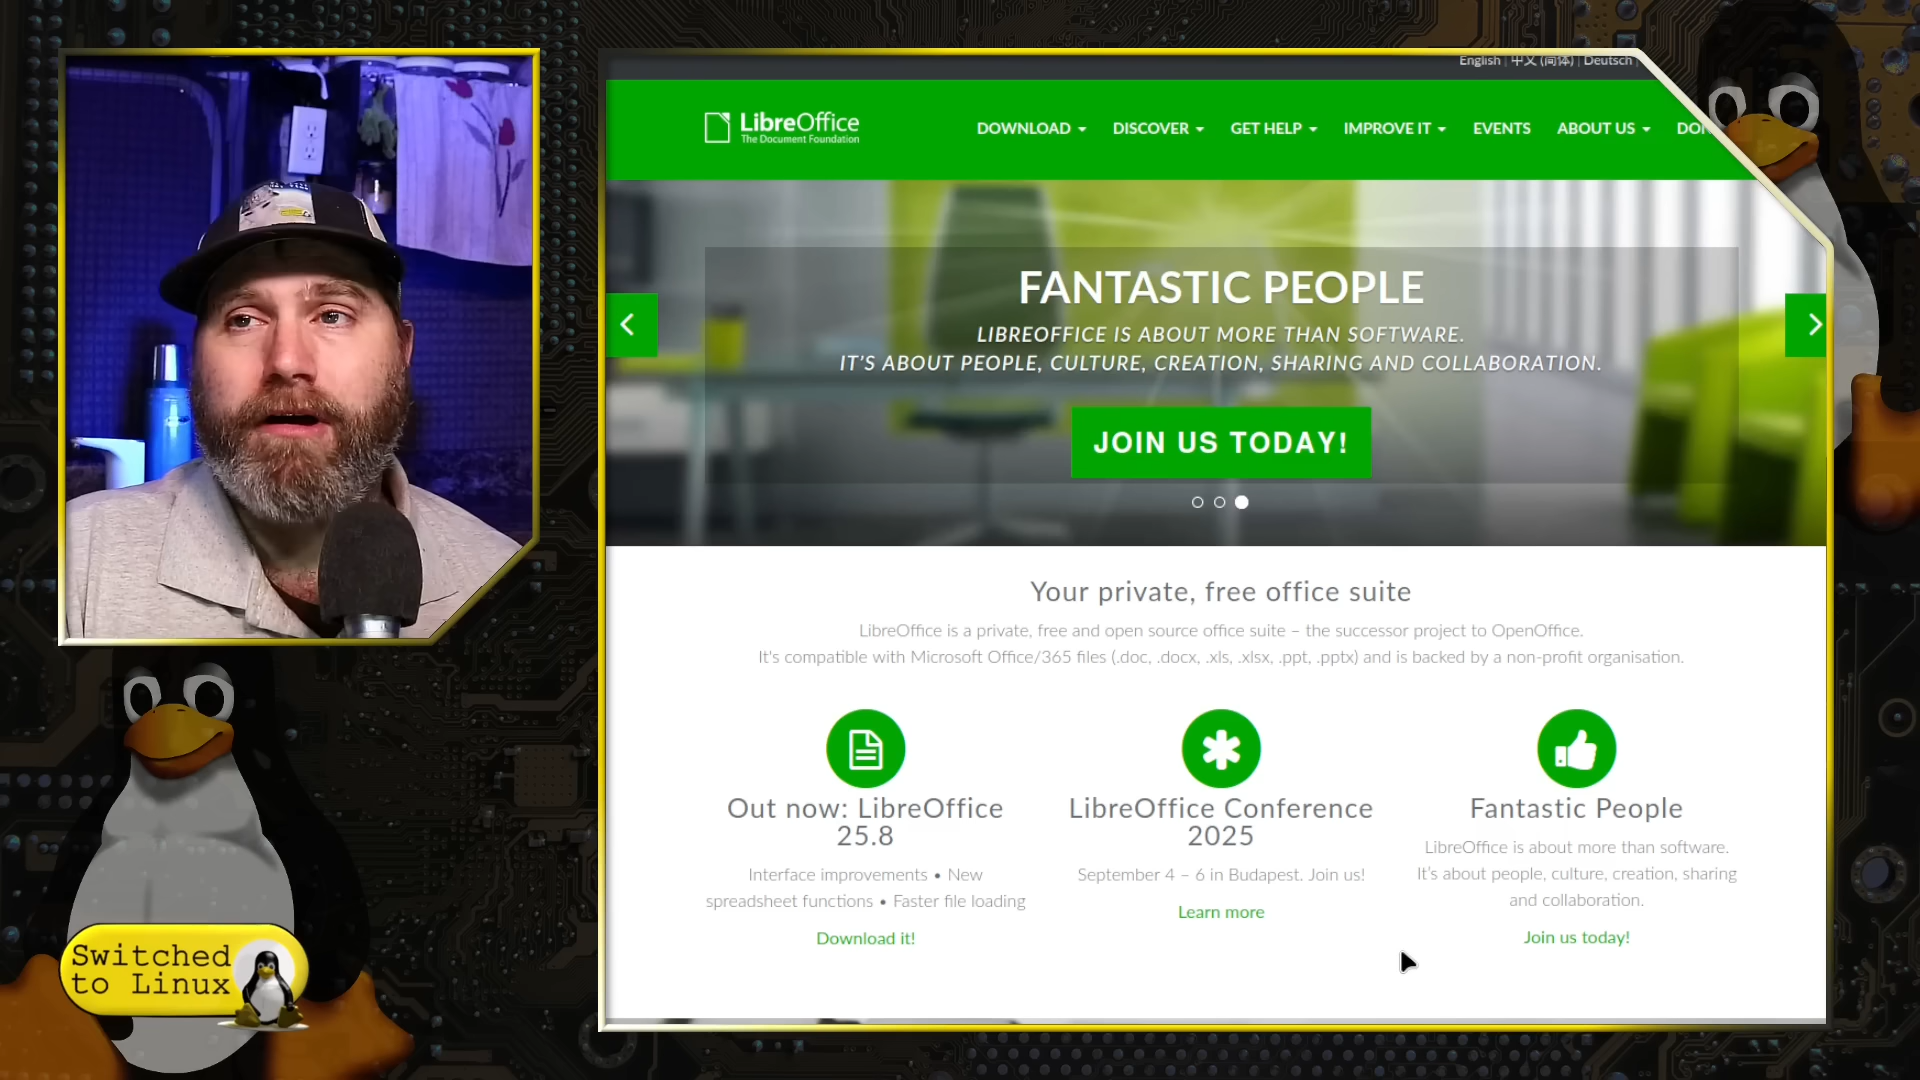 English | 中文 (简体) | Deutsch |
LibreOffice
The Document Foundation
DOWNLOAD
DISCOVER
GET HELP
IMPROVE IT
EVENTS
ABOUT US
FANTASTIC PEOPLE
LIBREOFFICE IS ABOUT MORE THAN SOFTWARE.
IT'S ABOUT PEOPLE, CULTURE, CREATION, SHARING AND COLLABORATION.
JOIN US TODAY!
Your private, free office suite
LibreOffice is a private, free and open source office suite – the successor project to OpenOffice.
It's compatible with Microsoft Office/365 files (.doc, .docx, .xls, .xlsx, .ppt, .pptx) and is backed by a non-profit organisation.
Out now: LibreOffice
25.8
Interface improvements • New
spreadsheet functions • Faster file loading
Download it!
LibreOffice Conference
2025
September 4 – 6 in Budapest. Join us!
Learn more
Fantastic People
LibreOffice is about more than software.
It's about people, culture, creation, sharing
and collaboration.
Join us today!
Switched
to Linux